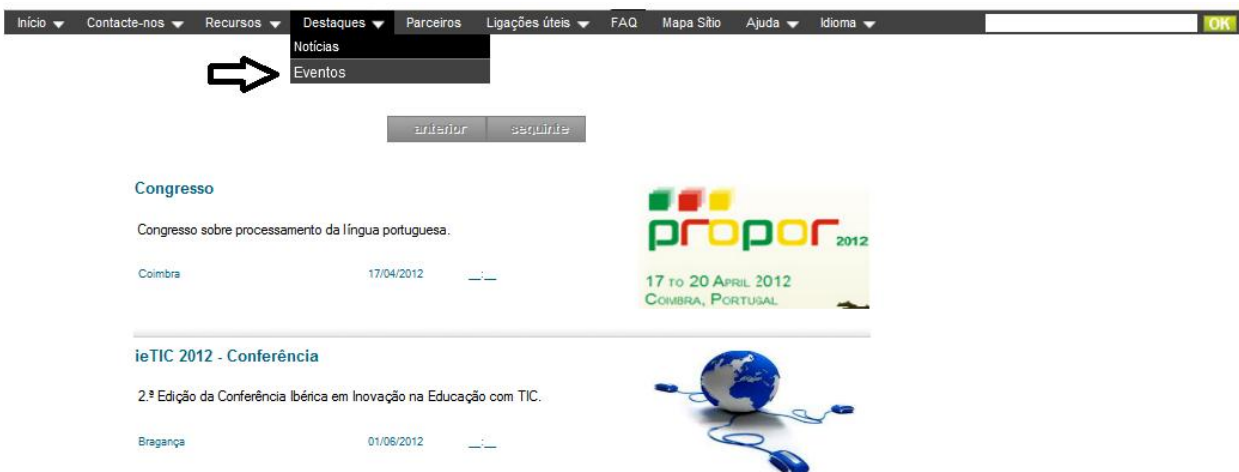 Início Contacte-nos Recursos Destaques Parceiros Ligações úteis FAQ Mapa Sítio Ajuda Idioma OK
Notícias
Eventos
anterior seguinte
Congresso
Congresso sobre processamento da língua portuguesa.
Coimbra 17/04/2012 __:__
propor 2012
17 TO 20 APRIL 2012
COIMBRA, PORTUGAL
ieTIC 2012 - Conferência
2.ª Edição da Conferência Ibérica em Inovação na Educação com TIC.
Bragança 01/06/2012 __:__